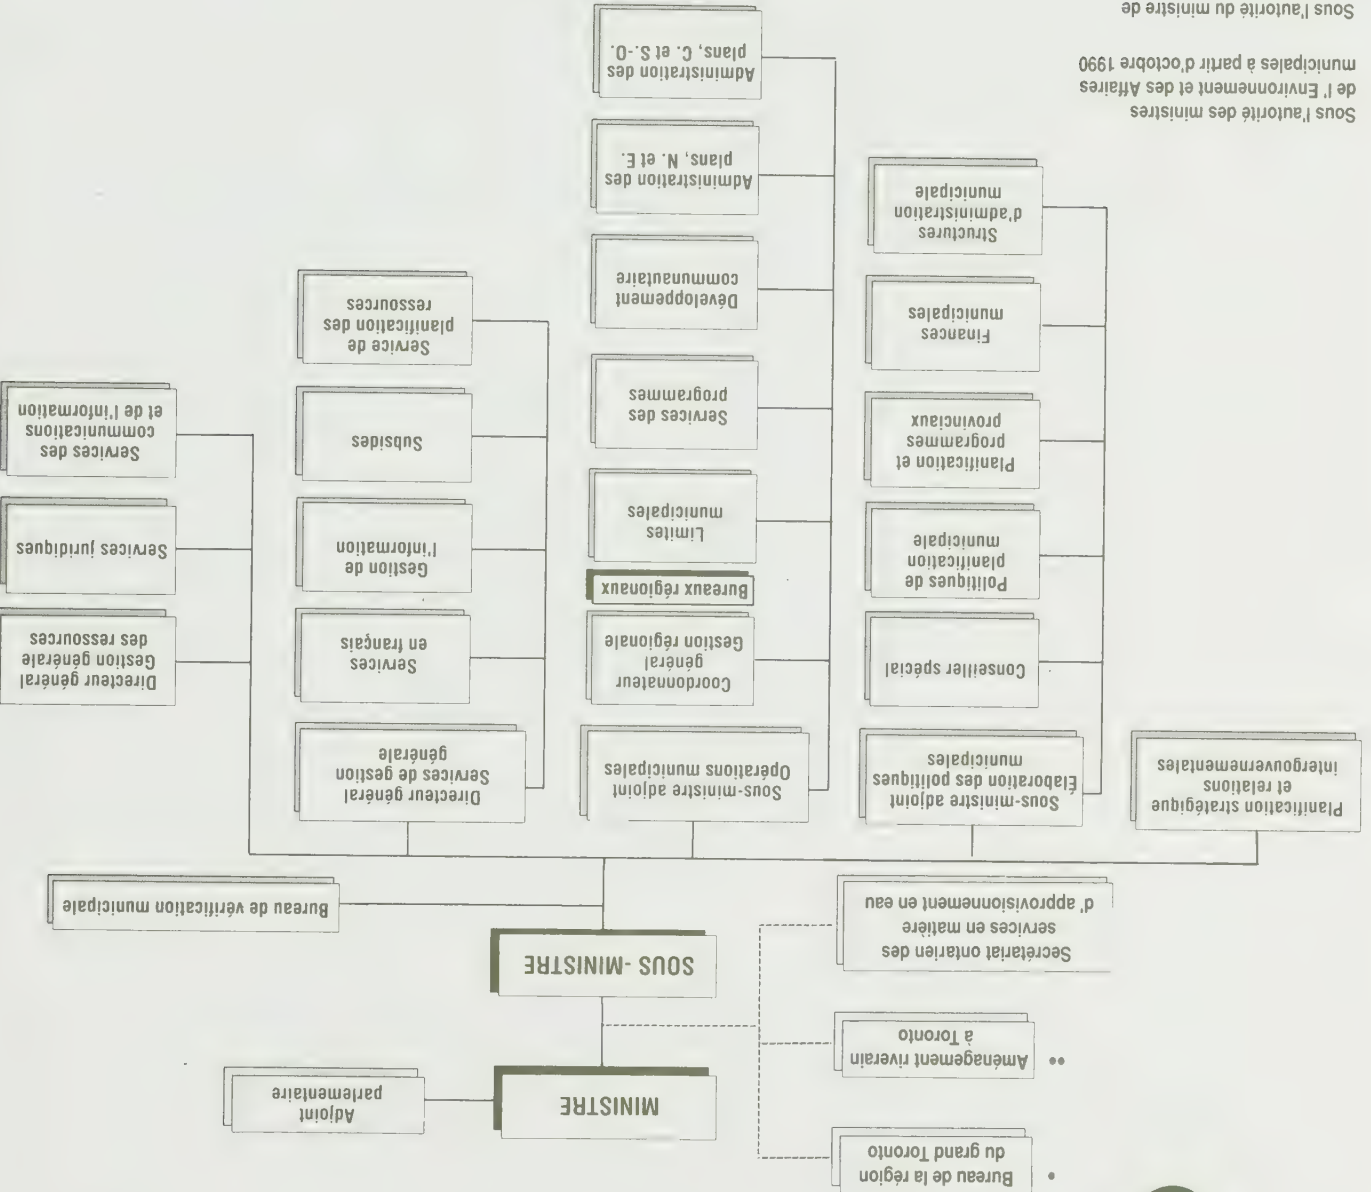 • Bureau de la région
du grand Toronto
MINISTRE
Adjoint
parlementaire
•• Aménagement riverain
à Toronto
SOUS-MINISTRE
Secrétariat ontarien des
services en matière
d'approvisionnement en eau
Bureau de vérification municipale
Planification stratégique
et relations
intergouvernementales
Sous-ministre adjoint
Élaboration des politiques
municipales
Conseiller spécial
Politiques de
planification
municipale
Planification et
programmes
provinciaux
Finances
municipales
Structures
d'administration
municipale
Sous-ministre adjoint
Opérations municipales
Coordonnateur
général
Gestion régionale
Bureaux régionaux
Limites
municipales
Services des
programmes
Développement
communautaire
Administration des
plans, N. et E.
Administration des
plans, C. et S.-O.
Directeur général
Services de gestion
générale
Services
en français
Gestion de
l'information
Subsides
Service de
planification des
ressources
Directeur général
Gestion générale
des ressources
Services juridiques
Services des
communications
et de l'information
Sous l'autorité des ministres
de l'Environnement et des Affaires
municipales à partir d'octobre 1990
Sous l'autorité du ministre de